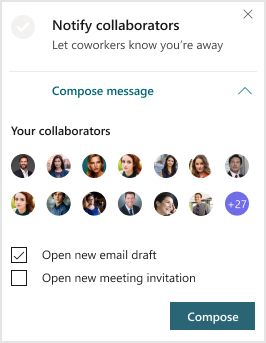 Notify collaborators
Let coworkers know you're away
Compose message
Your collaborators
+27
Open new email draft
Open new meeting invitation
Compose